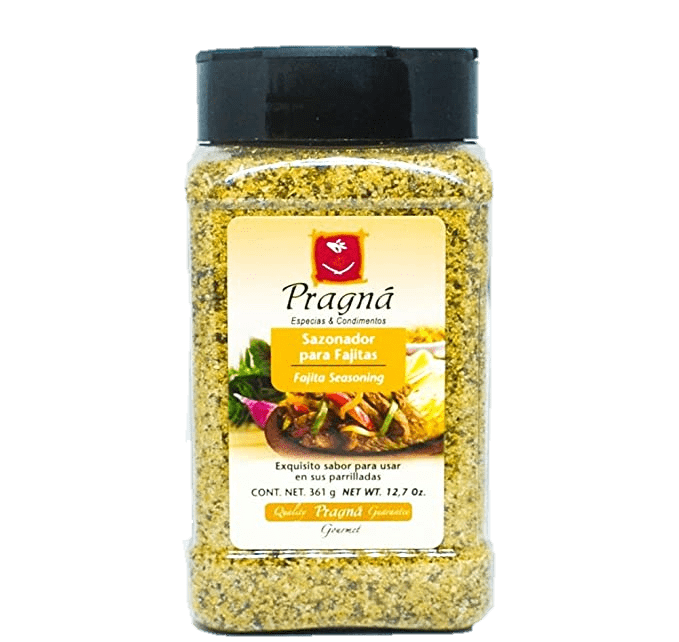 Pragná
Especias & Condimentos
Sazonador
para Fajitas
Fajita Seasoning
Exquisito sabor para usar
en sus parrilladas
CONT. NET. 361 g NET WT. 12,7 Oz.
Quality Pragná Guarantee
Gourmet